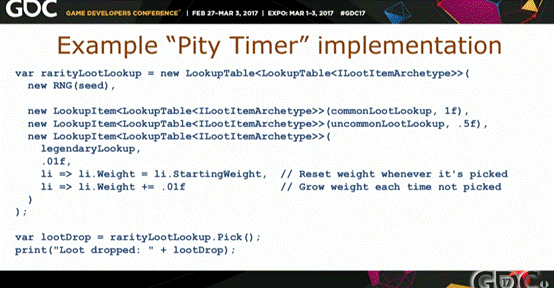 GDC
GAME DEVELOPERS CONFERENCE® | FEB 27-MAR 3, 2017 | EXPO: MAR 1-3, 2017 #GDC17
Example “Pity Timer” implementation
var rarityLootLookup = new LookupTable<LookupTable<ILootItemArchetype>>(
new RNG(seed),
new LookupItem<LookupTable<ILootItemArchetype>>(commonLootLookup, 1f),
new LookupItem<LookupTable<ILootItemArchetype>>(uncommonLootLookup, .5f),
new LookupItem<LookupTable<ILootItemArchetype>>(
legendaryLookup,
.01f,
li => li.Weight = li.StartingWeight, // Reset weight whenever it's picked
li => li.Weight += .01f // Grow weight each time not picked
)
);
var lootDrop = rarityLootLookup.Pick();
print("Loot dropped: " + lootDrop);
GDC